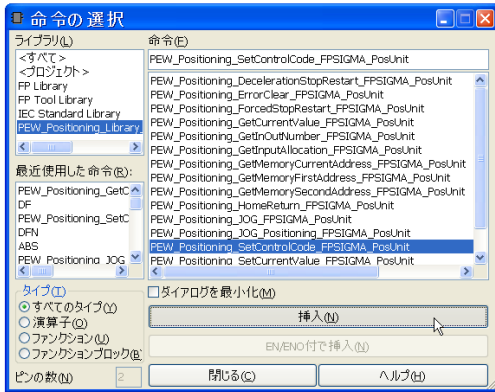 命令の選択
ライブラリ(L)
<すべて>
<プロジェクト>
FP Library
FP Tool Library
IEC Standard Library
PEW_Positioning_Library_
最近使用した命令(R):
PEW_Positioning_GetC
DF
PEW_Positioning_SetC
DFN
ABS
PEW_Positioning_JOG
タイプ(T)
すべてのタイプ(Y)
演算子(O)
ファンクション(U)
ファンクションブロック(B)
ピンの数(N)
2
命令(F)
PEW_Positioning_SetControlCode_FPSIGMA_PosUnit
PEW_Positioning_DecelerationStopRestart_FPSIGMA_PosUnit
PEW_Positioning_ErrorClear_FPSIGMA_PosUnit
PEW_Positioning_ForcedStopRestart_FPSIGMA_PosUnit
PEW_Positioning_GetCurrentValue_FPSIGMA_PosUnit
PEW_Positioning_GetInOutNumber_FPSIGMA_PosUnit
PEW_Positioning_GetInputAllocation_FPSIGMA_PosUnit
PEW_Positioning_GetMemoryCurrentAddress_FPSIGMA_PosUnit
PEW_Positioning_GetMemoryFirstAddress_FPSIGMA_PosUnit
PEW_Positioning_GetMemorySecondAddress_FPSIGMA_PosUnit
PEW_Positioning_HomeReturn_FPSIGMA_PosUnit
PEW_Positioning_JOG_FPSIGMA_PosUnit
PEW_Positioning_JOG_Positioning_FPSIGMA_PosUnit
PEW_Positioning_SetControlCode_FPSIGMA_PosUnit
PEW_Positioning_SetCurrentValue_FPSIGMA_PosUnit
ダイアログを最小化(M)
挿入(N)
EN/ENO付で挿入(N)
閉じる(C)
ヘルプ(H)